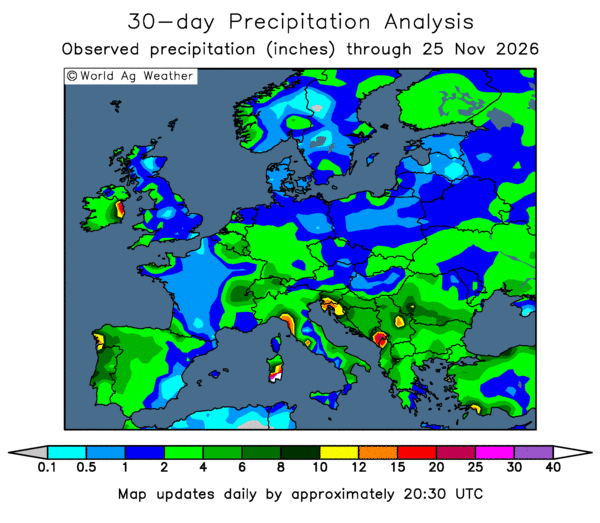 30-day Precipitation Analysis
Observed precipitation (inches) through 25 Nov 2026
© World Ag Weather
0.1 0.5 1 2 4 6 8 10 12 15 20 25 30 40
Map updates daily by approximately 20:30 UTC